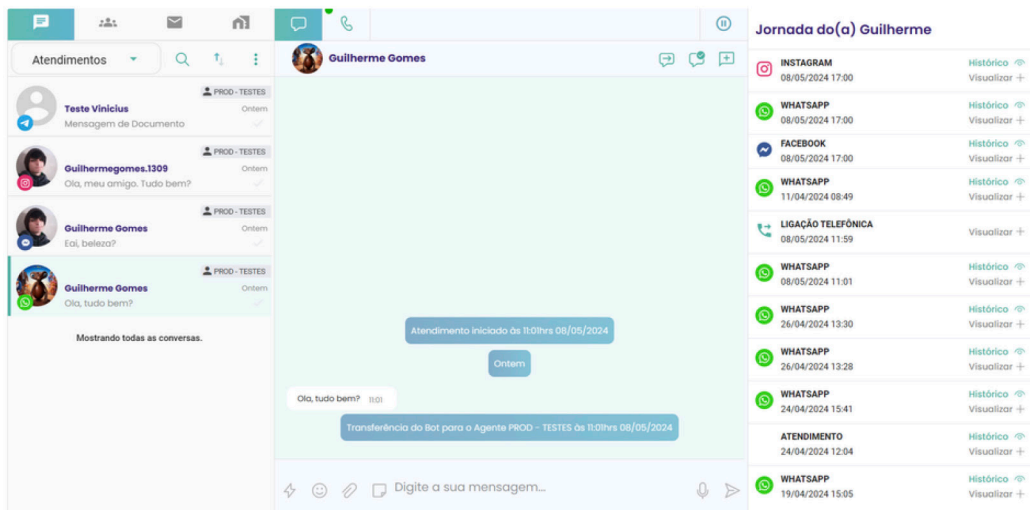 Atendimentos
PROD - TESTES
Teste Vinicius
Ontem
Mensagem de Documento
PROD - TESTES
Guilhermegomes.1309
Ontem
Ola, meu amigo. Tudo bem?
PROD - TESTES
Guilherme Gomes
Ontem
Eai, beleza?
PROD - TESTES
Guilherme Gomes
Ontem
Ola, tudo bem?
Mostrando todas as conversas.
Guilherme Gomes
Atendimento iniciado às 11:01hrs 08/05/2024
Ontem
Ola, tudo bem? 11:01
Transferência do Bot para o Agente PROD - TESTES às 11:01hrs 08/05/2024
Digite a sua mensagem...
Jornada do(a) Guilherme
INSTAGRAM Histórico
08/05/2024 17:00 Visualizar
WHATSAPP Histórico
08/05/2024 17:00 Visualizar
FACEBOOK Histórico
08/05/2024 17:00 Visualizar
WHATSAPP Histórico
11/04/2024 08:49 Visualizar
LIGAÇÃO TELEFÔNICA
08/05/2024 11:59 Visualizar
WHATSAPP Histórico
08/05/2024 11:01 Visualizar
WHATSAPP Histórico
26/04/2024 13:30 Visualizar
WHATSAPP Histórico
26/04/2024 13:28 Visualizar
WHATSAPP Histórico
24/04/2024 15:41 Visualizar
ATENDIMENTO Histórico
24/04/2024 12:04 Visualizar
WHATSAPP Histórico
19/04/2024 15:05 Visualizar